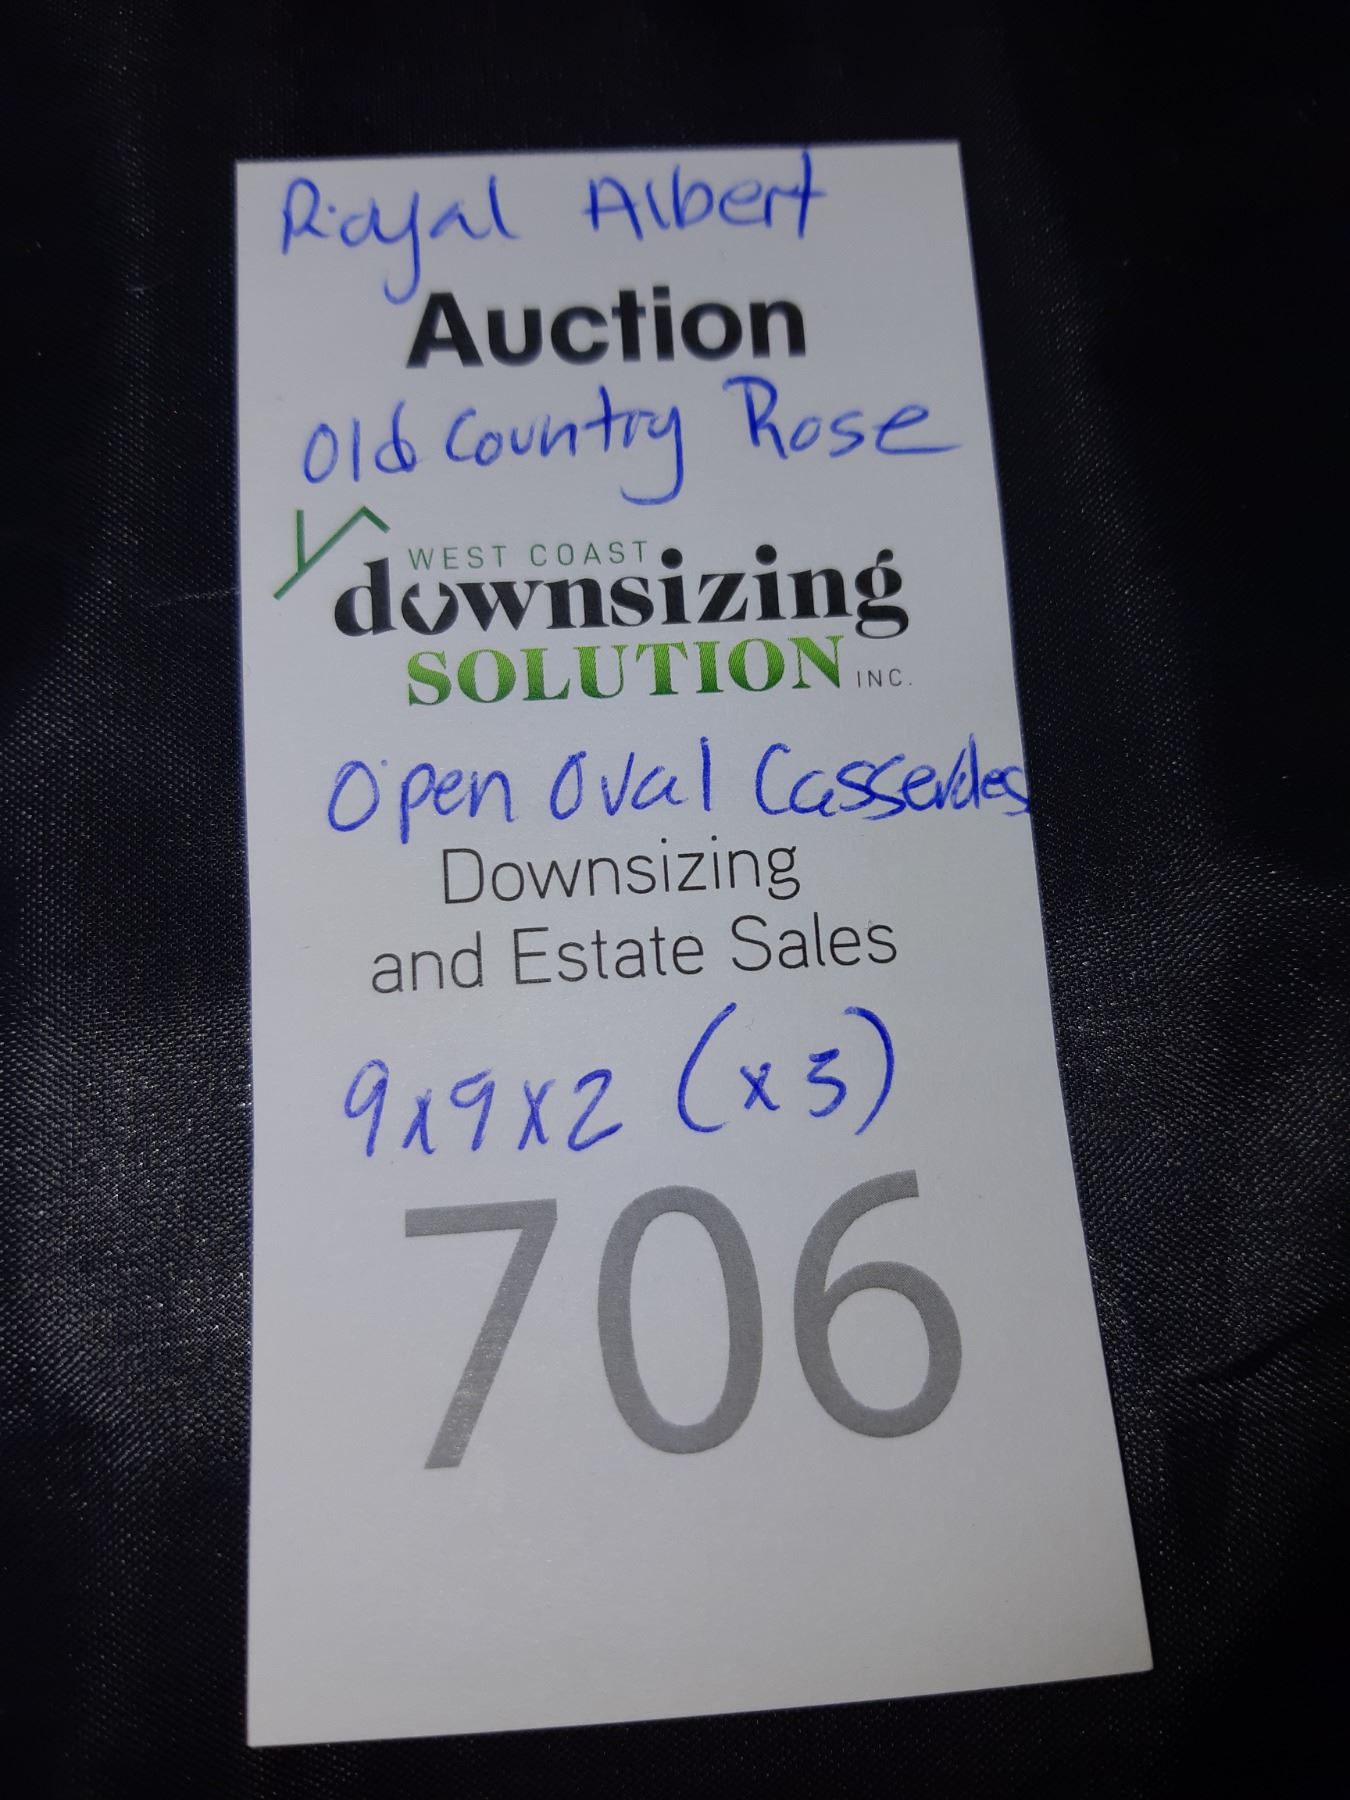 Royal Albert
Auction
Old Country Rose
WEST COAST
downsizing
SOLUTION INC.
Open Oval Casseroles
Downsizing
and Estate Sales
9x9x2 (x3)
706